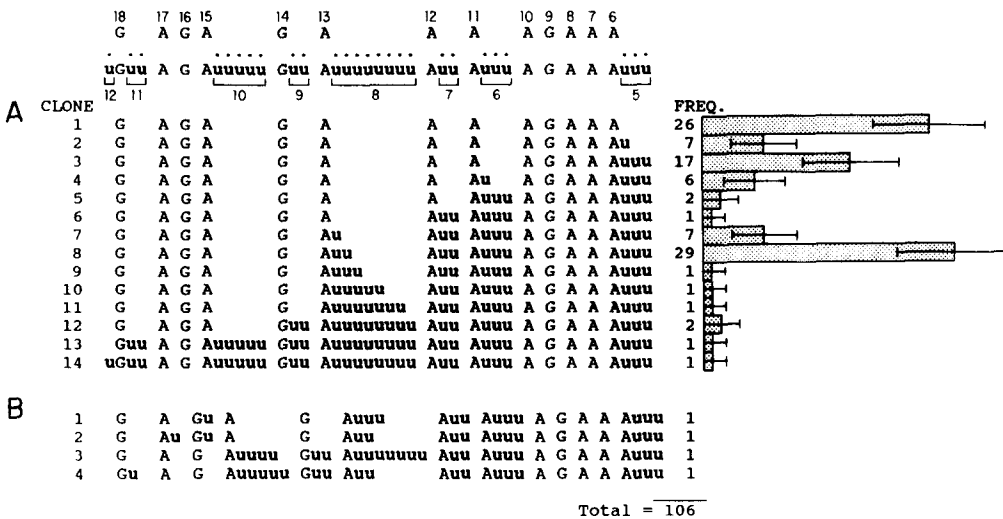 18 17 16 15 14 13 12 11 10 9 8 7 6
G A G A G A A A A G A A A
uGuu A G Auuuuu Guu Auuuuuuuu Auu Auuu A G A A Auuu
12 11 10 9 8 7 6 5
A CLONE FREQ.
1 G A G A G A A A A G A A A 26
2 G A G A G A A A A G A A Au 7
3 G A G A G A A A A G A A Auuu 17
4 G A G A G A A Au A G A A Auuu 6
5 G A G A G A A Auuu A G A A Auuu 2
6 G A G A G A Auu Auuu A G A A Auuu 1
7 G A G A G Au Auu Auuu A G A A Auuu 7
8 G A G A G Auu Auu Auuu A G A A Auuu 29
9 G A G A G Auuu Auu Auuu A G A A Auuu 1
10 G A G A G Auuuuu Auu Auuu A G A A Auuu 1
11 G A G A G Auuuuuuu Auu Auuu A G A A Auuu 1
12 G A G A Guu Auuuuuuuu Auu Auuu A G A A Auuu 2
13 Guu A G Auuuuu Guu Auuuuuuuu Auu Auuu A G A A Auuu 1
14 uGuu A G Auuuuu Guu Auuuuuuuu Auu Auuu A G A A Auuu 1
B
1 G A Gu A G Auuu Auu Auuu A G A A Auuu 1
2 G Au Gu A G Auu Auu Auuu A G A A Auuu 1
3 G A G Auuuu Guu Auuuuuuu Auu Auuu A G A A Auuu 1
4 Gu A G Auuuuu Guu Auu Auu Auuu A G A A Auuu 1
Total = 106